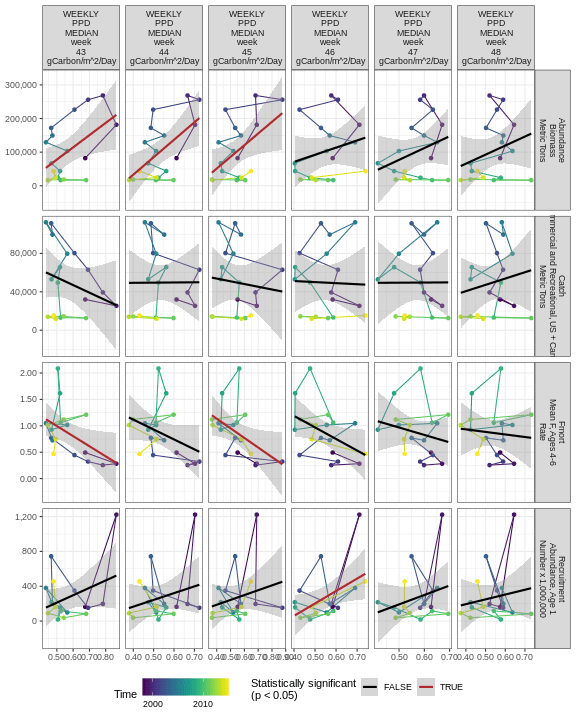 WEEKLY PPD MEDIAN week 43 gCarbon/m^2/Day
WEEKLY PPD MEDIAN week 44 gCarbon/m^2/Day
WEEKLY PPD MEDIAN week 45 gCarbon/m^2/Day
WEEKLY PPD MEDIAN week 46 gCarbon/m^2/Day
WEEKLY PPD MEDIAN week 47 gCarbon/m^2/Day
WEEKLY PPD MEDIAN week 48 gCarbon/m^2/Day
300,000
200,000
100,000
0
Abundance
Biomass
Metric Tons
80,000
40,000
0
Catch
mmercial and Recreational, US + Can
Metric Tons
2.00
1.50
1.00
0.50
0.00
Fmort
Mean F, Ages 4-6
Rate
1,200
800
400
0
Recruitment
Abundance, Age 1
Number x 1,000,000
0.50 0.60 0.70 0.80
0.40 0.50 0.60 0.70
0.40 0.50 0.60 0.70 0.80
0.40 0.50 0.60 0.70
0.50 0.60 0.70
0.40 0.50 0.60 0.70
Time
2000 2010
Statistically significant
(p < 0.05)
FALSE
TRUE